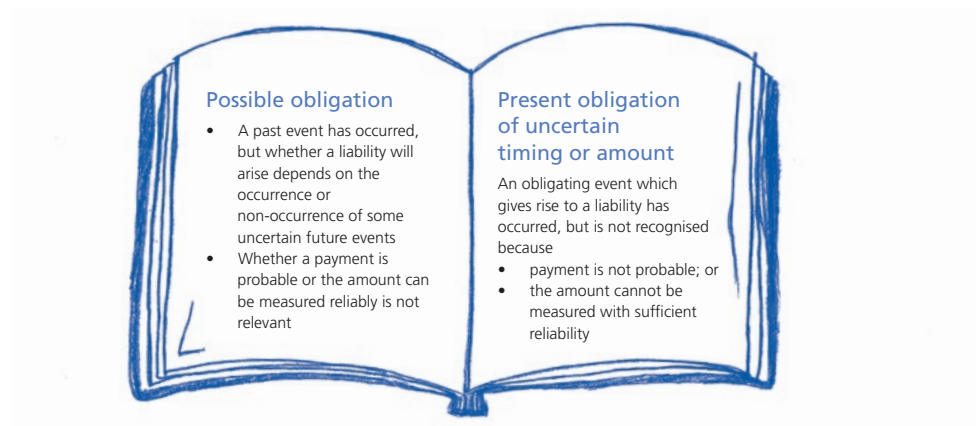 Possible obligation
• A past event has occurred,
but whether a liability will
arise depends on the
occurrence or
non-occurrence of some
uncertain future events
• Whether a payment is
probable or the amount can
be measured reliably is not
relevant
Present obligation
of uncertain
timing or amount
An obligating event which
gives rise to a liability has
occurred, but is not recognised
because
• payment is not probable; or
• the amount cannot be
measured with sufficient
reliability